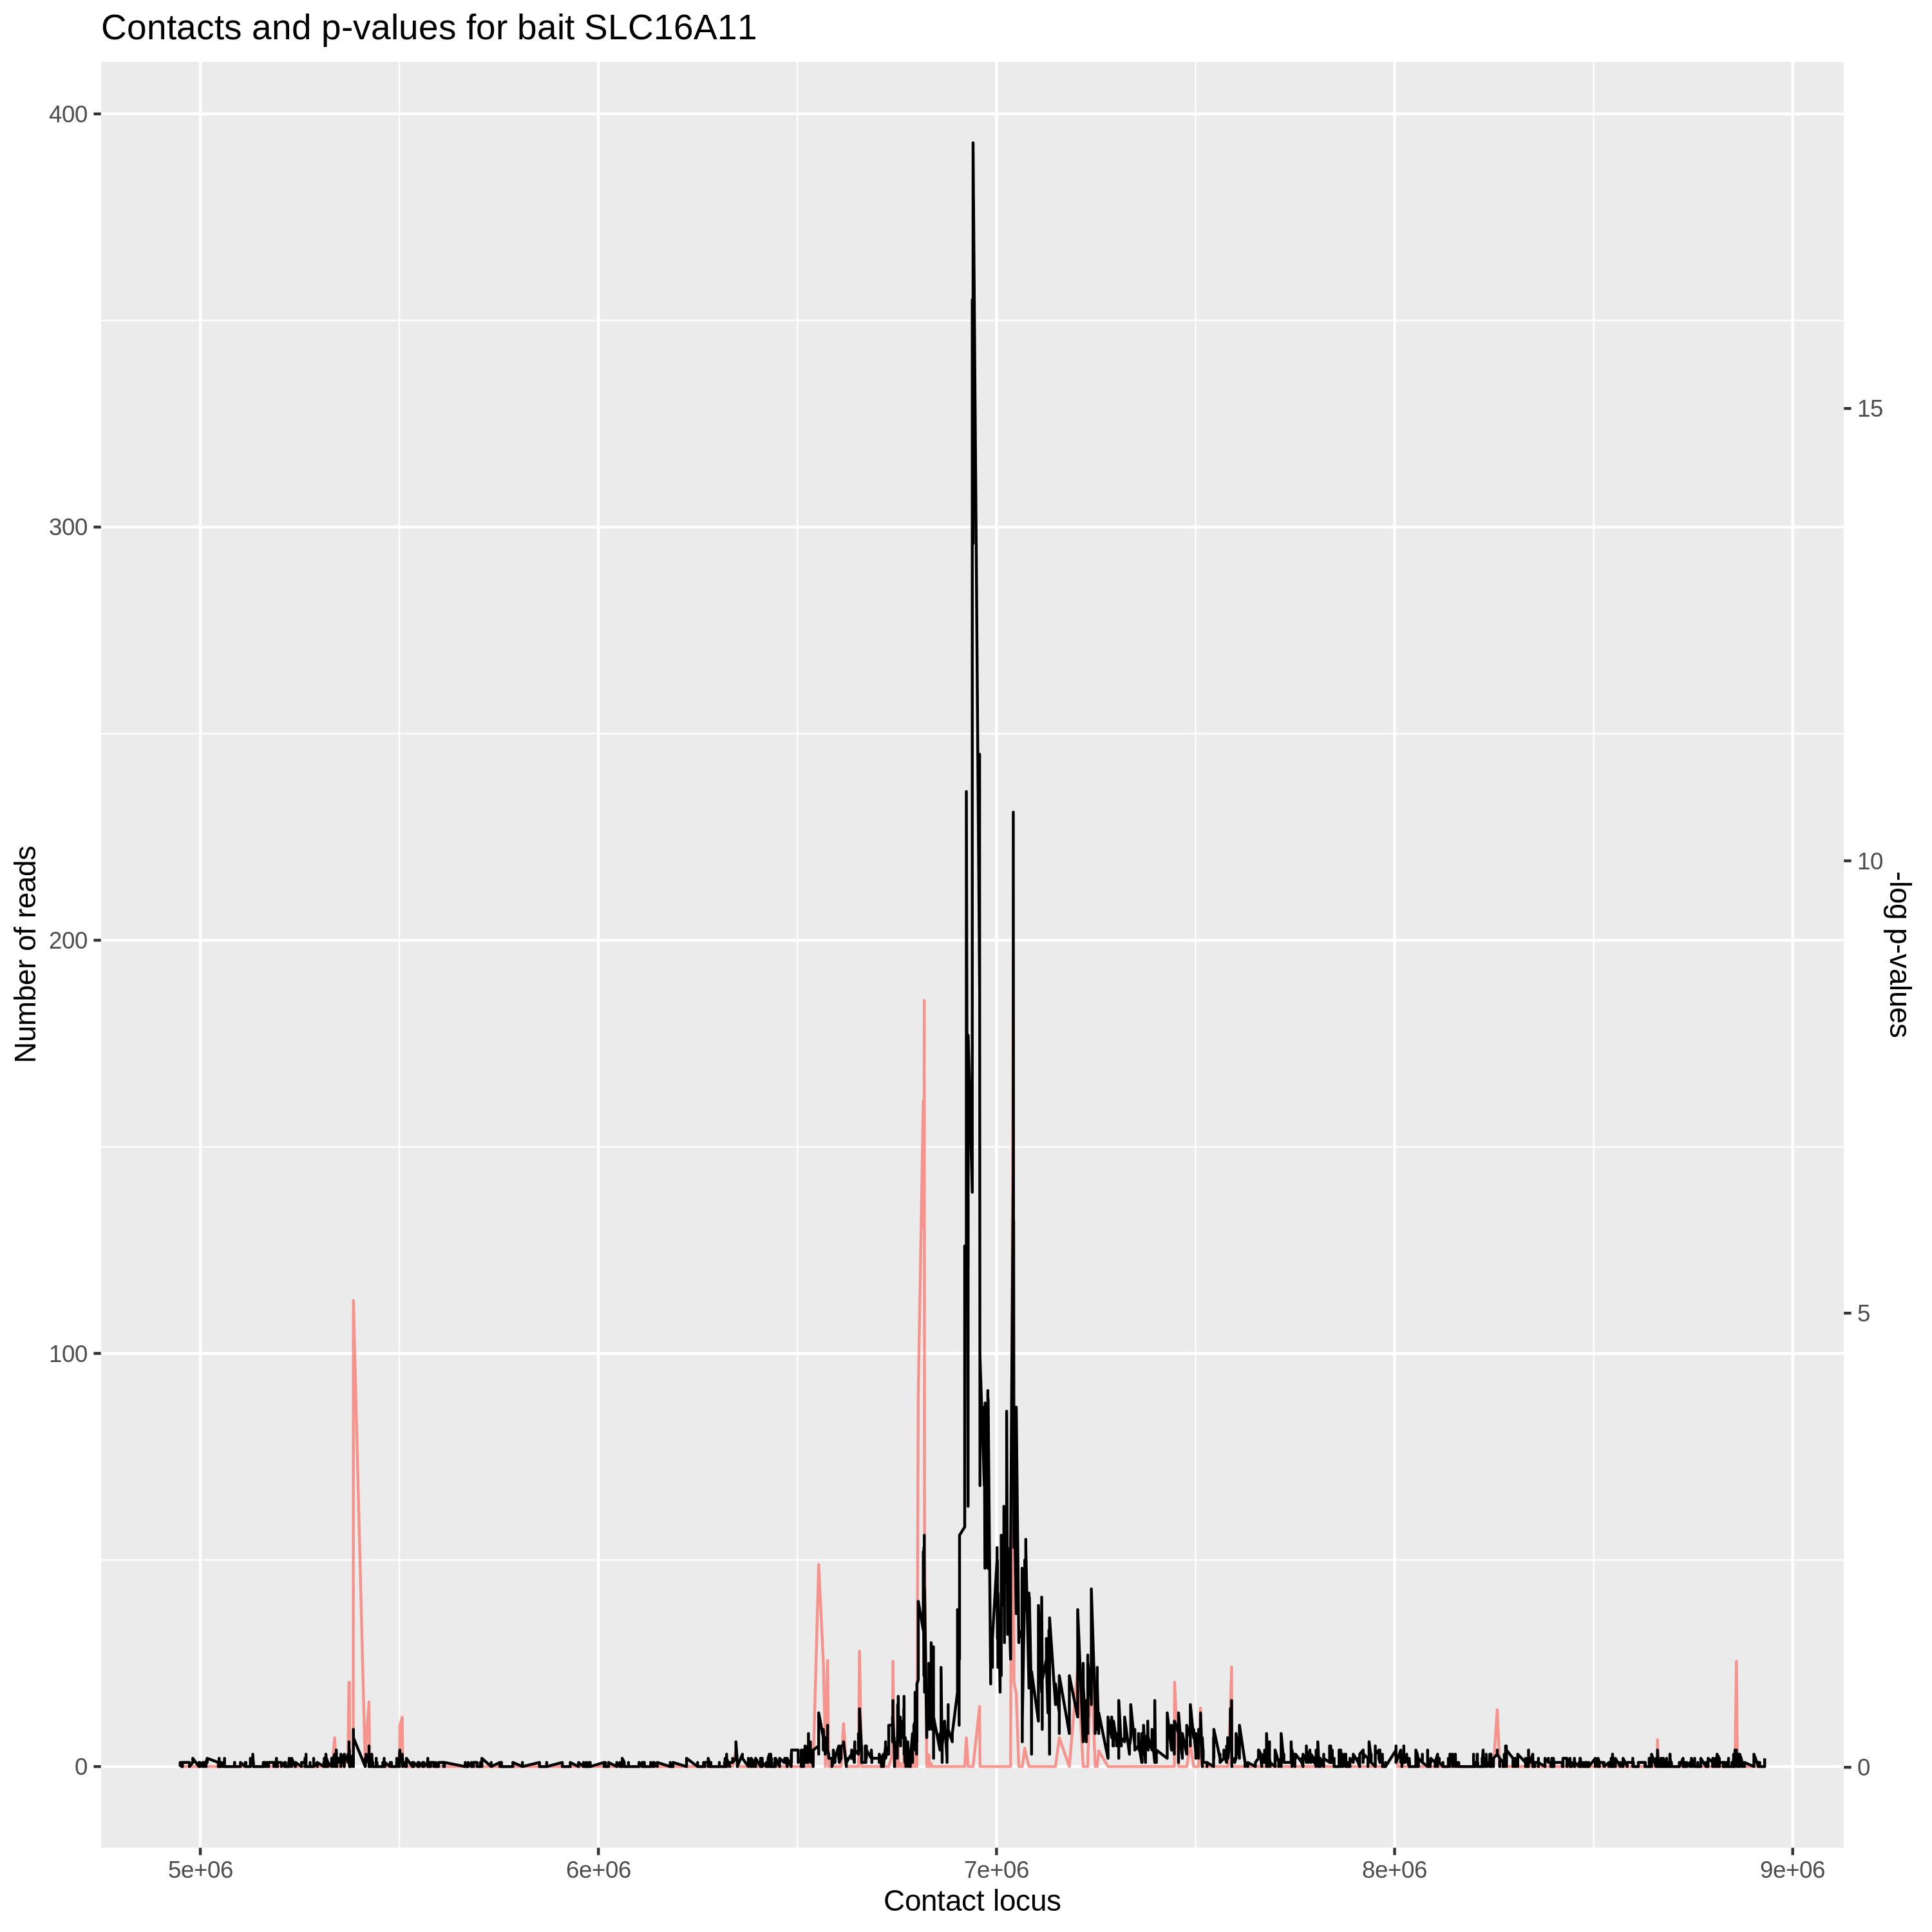 Contacts and p-values for bait SLC16A11
400
300
200
100
0
Number of reads
15
10
5
0
-log p-values
5e+06 6e+06 7e+06 8e+06 9e+06
Contact locus